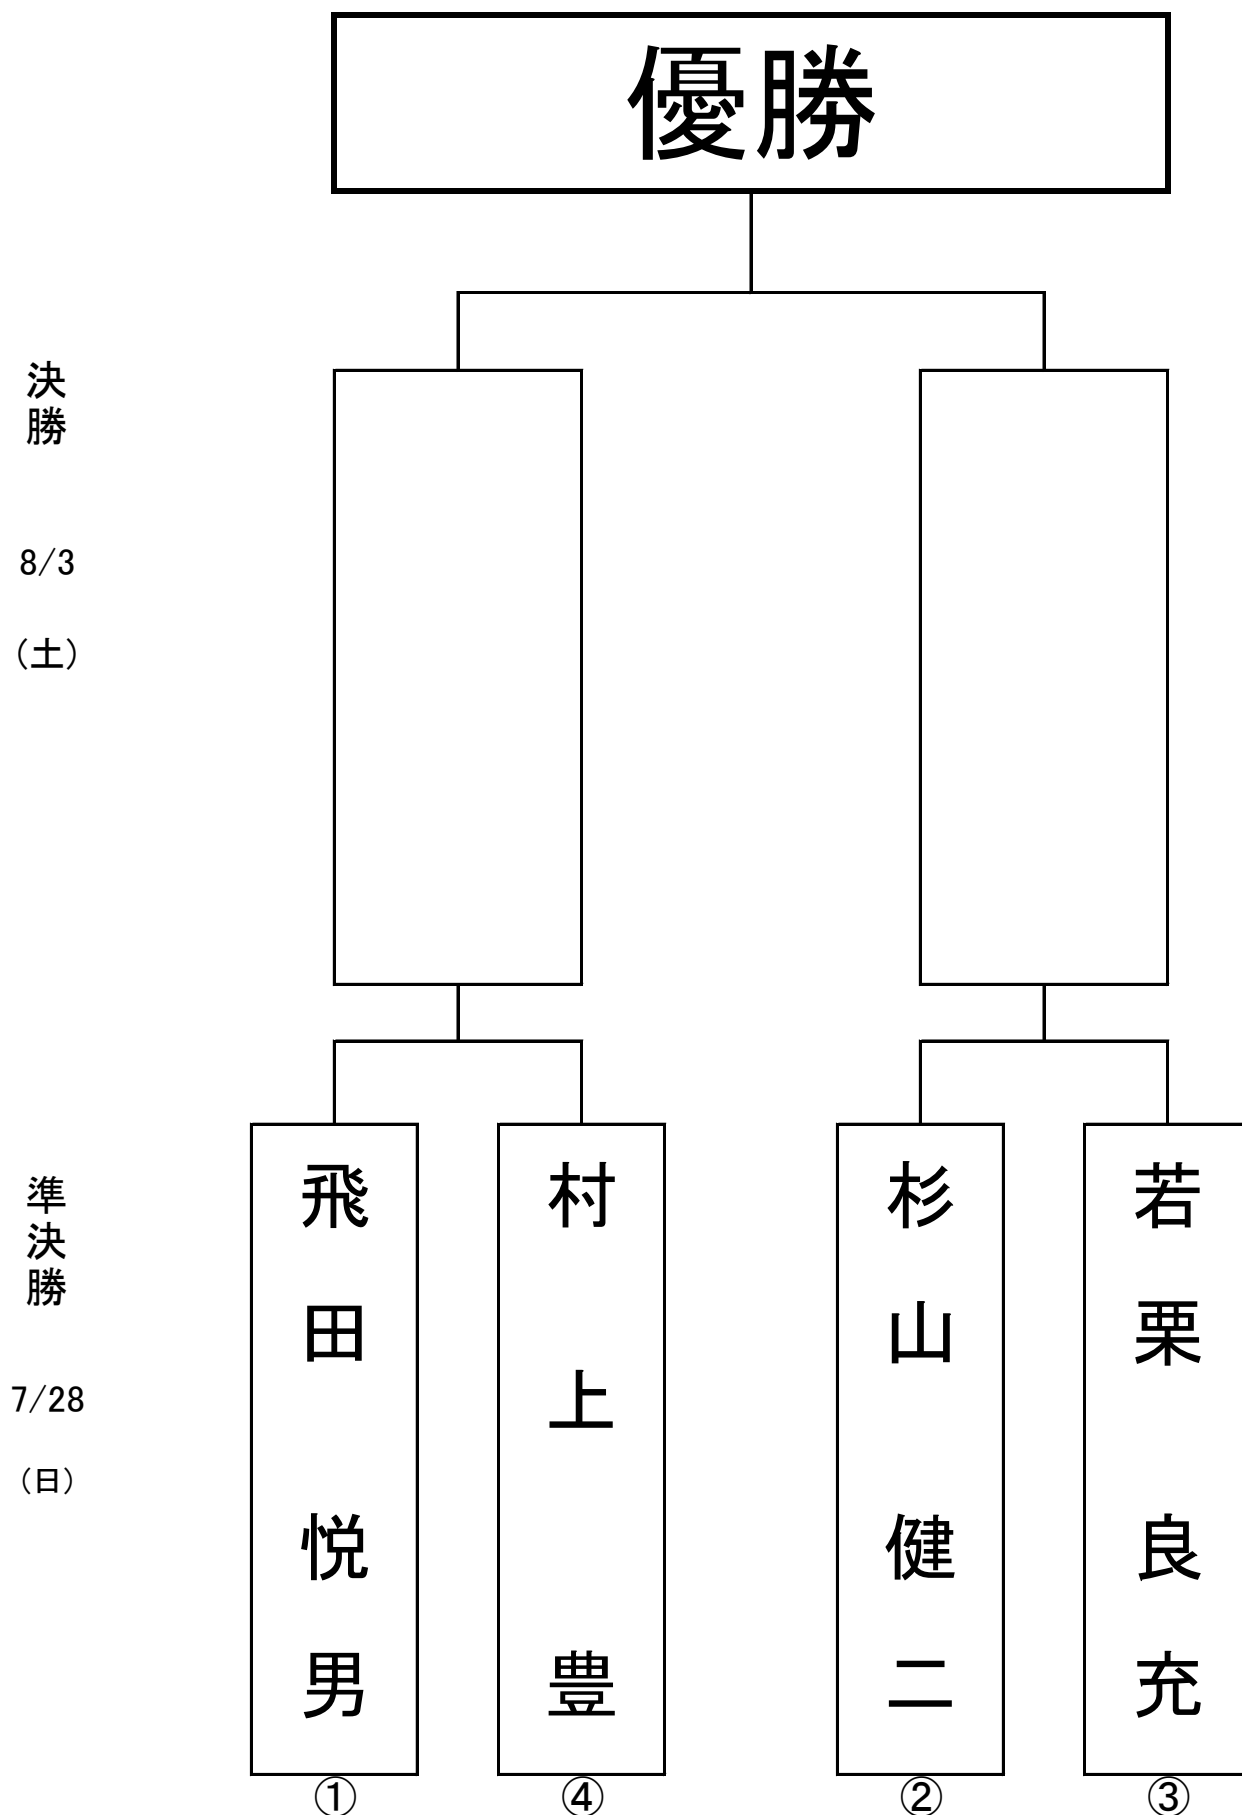 優勝
決勝
8/3
(土)
準決勝
7/28
(日)
飛田 悦男
村上 豊
杉山 健二
若栗 良充
①
④
②
③